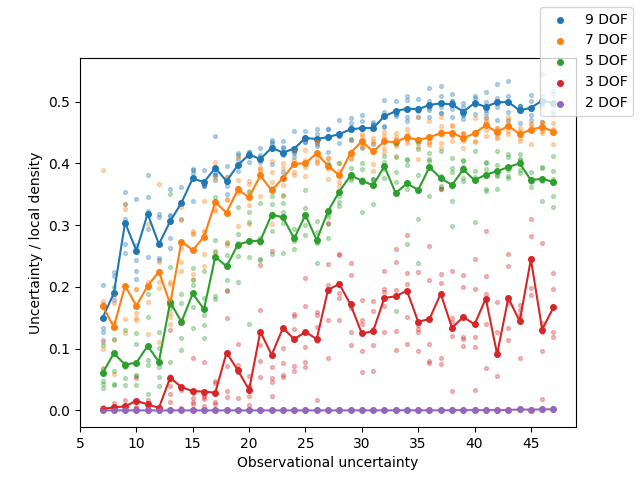 9 DOF
7 DOF
5 DOF
3 DOF
2 DOF
Uncertainty / local density
0.5
0.4
0.3
0.2
0.1
0.0
5 10 15 20 25 30 35 40 45
Observational uncertainty